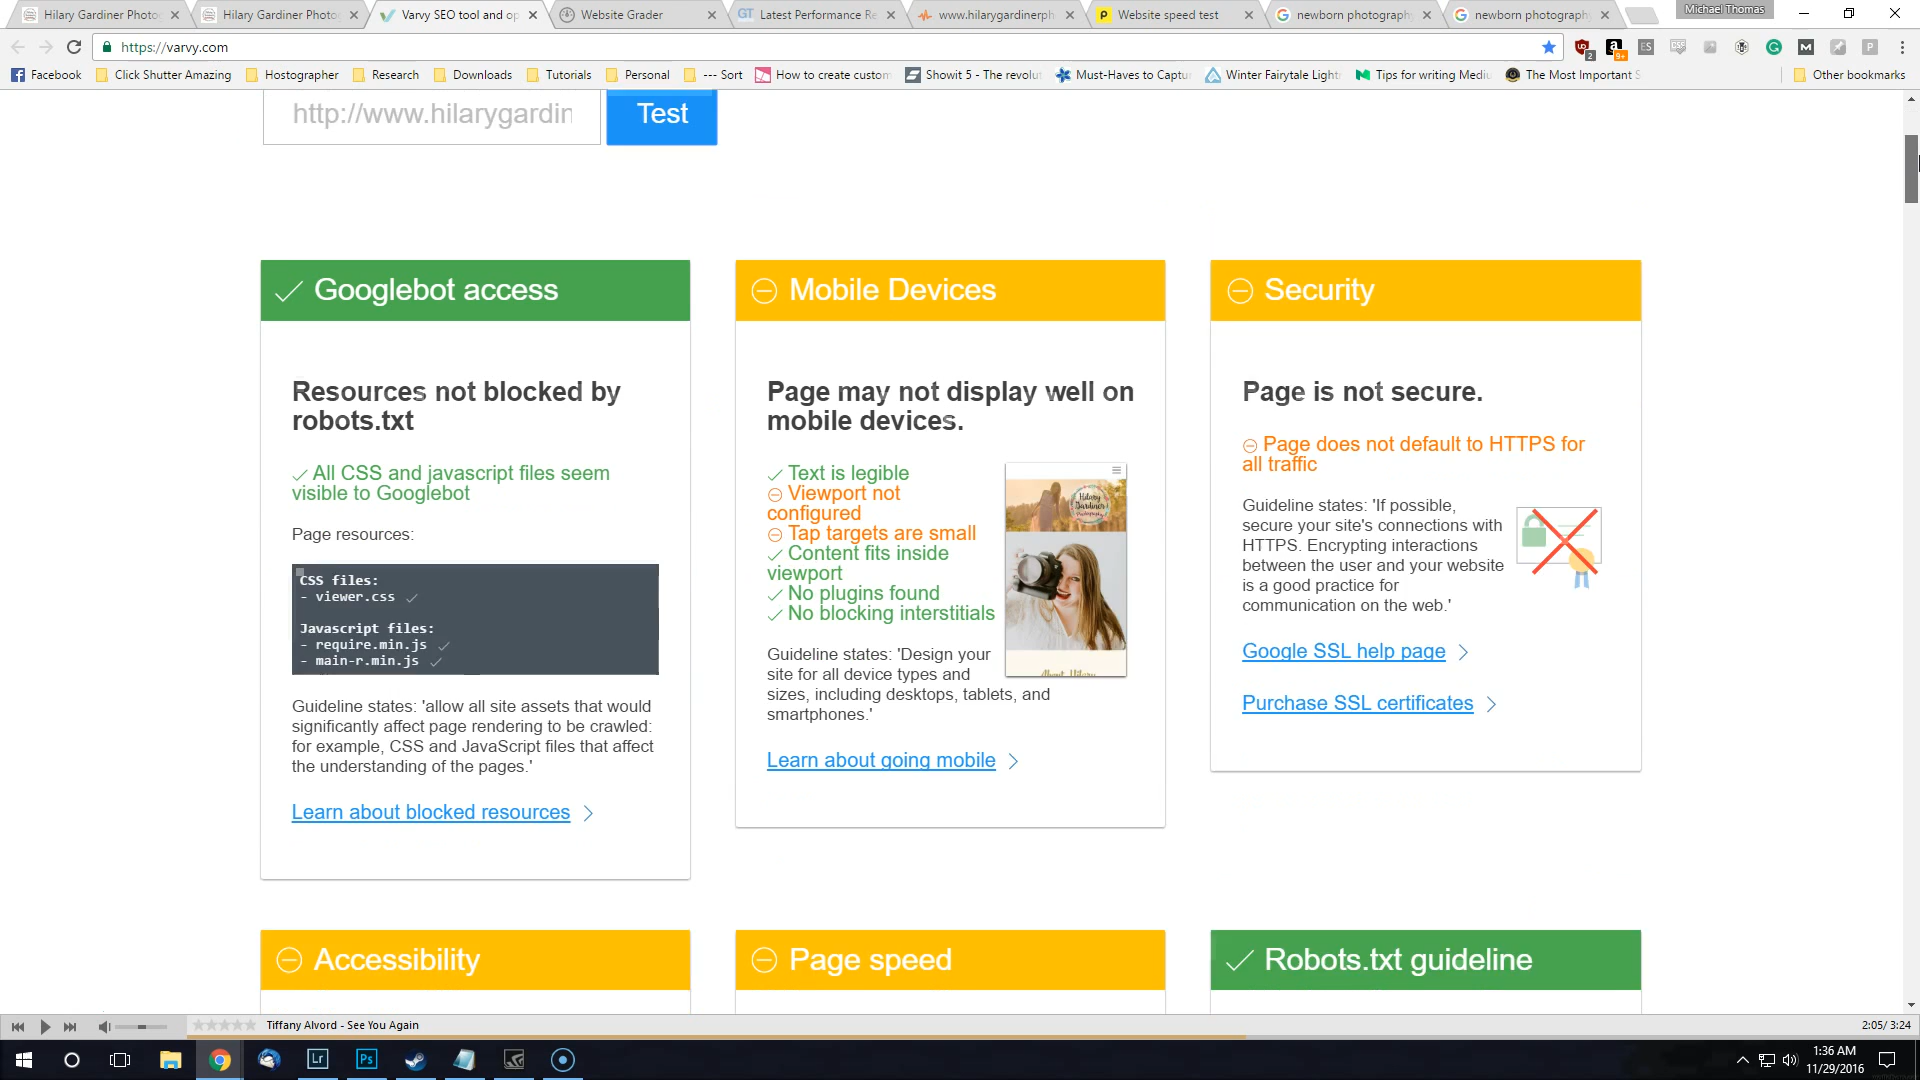 Hilary Gardiner Photo
Hilary Gardiner Photo
Varvy SEO tool and op
Website Grader
GT Latest Performance Re
www.hilarygardinerph
Website speed test
newborn photography
newborn photography
Michael Thomas
https://varvy.com
Facebook
Click Shutter Amazing
Hostographer
Research
Downloads
Tutorials
Personal
--- Sort
How to create custom
Showit 5 - The revolut
Must-Haves to Captu
Winter Fairytale Light
Tips for writing Mediu
The Most Important S
Other bookmarks
http://www.hilarygardin
Test
Googlebot access
Resources not blocked by
robots.txt
All CSS and javascript files seem
visible to Googlebot
Page resources:
CSS files:
- viewer.css
Javascript files:
- require.min.js
- main-r.min.js
Guideline states: 'allow all site assets that would
significantly affect page rendering to be crawled:
for example, CSS and JavaScript files that affect
the understanding of the pages.'
Learn about blocked resources
Mobile Devices
Page may not display well on
mobile devices.
Text is legible
Viewport not
configured
Tap targets are small
Content fits inside
viewport
No plugins found
No blocking interstitials
Hilary
Gardiner
Guideline states: 'Design your
site for all device types and
sizes, including desktops, tablets, and
smartphones.'
Learn about going mobile
Security
Page is not secure.
Page does not default to HTTPS for
all traffic
Guideline states: 'If possible,
secure your site's connections with
HTTPS. Encrypting interactions
between the user and your website
is a good practice for
communication on the web.'
Google SSL help page
Purchase SSL certificates
Accessibility
Page speed
Robots.txt guideline
Tiffany Alvord - See You Again
2:05/ 3:24
Lr
Ps
1:36 AM
11/29/2016